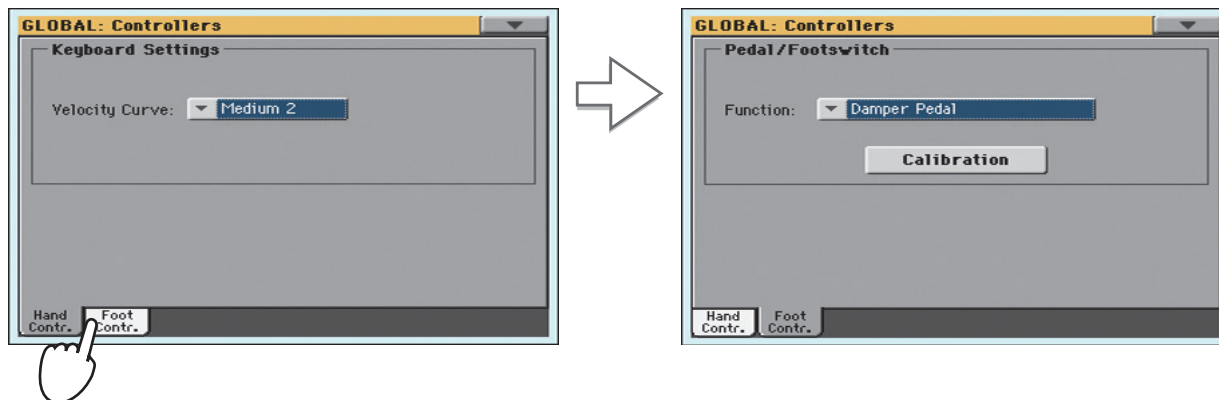 GLOBAL: Controllers
Keyboard Settings
Velocity Curve: Medium 2
Hand Contr.
Foot Contr.
GLOBAL: Controllers
Pedal/Footswitch
Function: Damper Pedal
Calibration
Hand Contr.
Foot Contr.